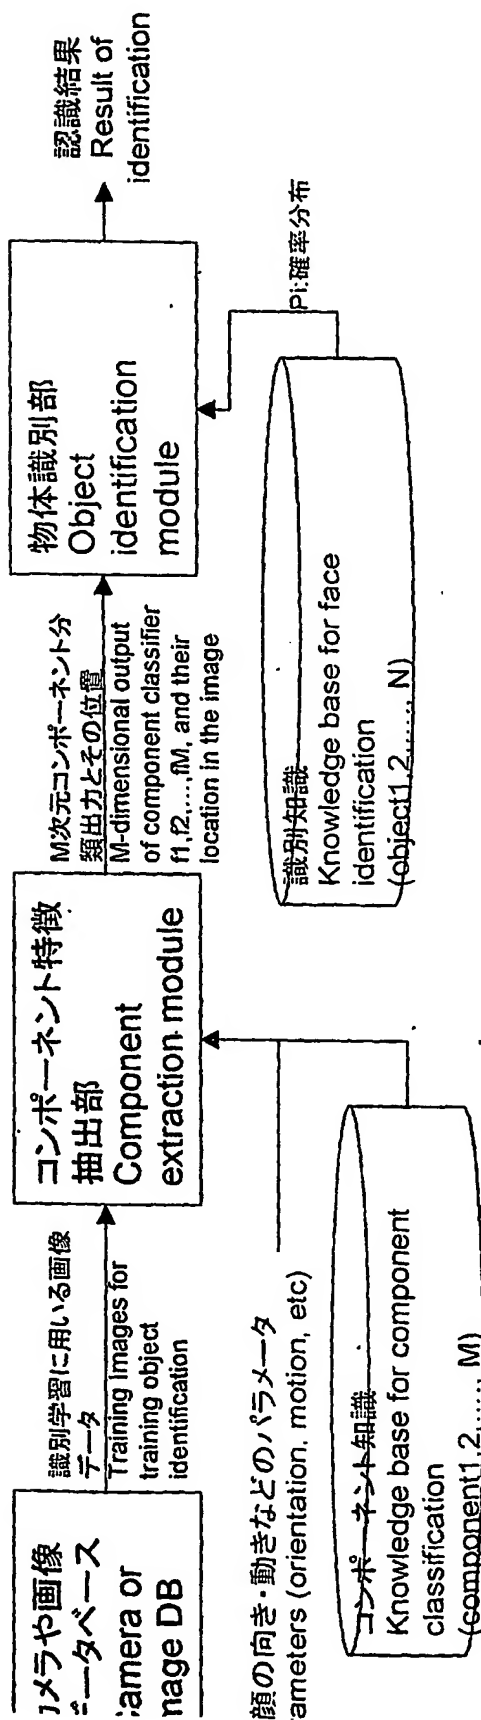 カメラや画像
データベース
Camera or
Image DB
識別学習に用いる画像
データ
Training Images for
training object
identification
コンポーネント特徴
抽出部
Component
extraction module
M次元コンポーネント分
類出力とその位置
M-dimensional output
of component classifier
f1,f2,...,fM, and their
location in the image
物体識別部
Object
identification
module
認識結果
Result of
identification
顔の向き・動きなどのパラメータ
rameters (orientation, motion, etc)
コンポーネント知識
Knowledge base for component
classification
(component1,2,....., M)
識別知識
Knowledge base for face
identification
(object1,2,....., N)
Pi:確率分布